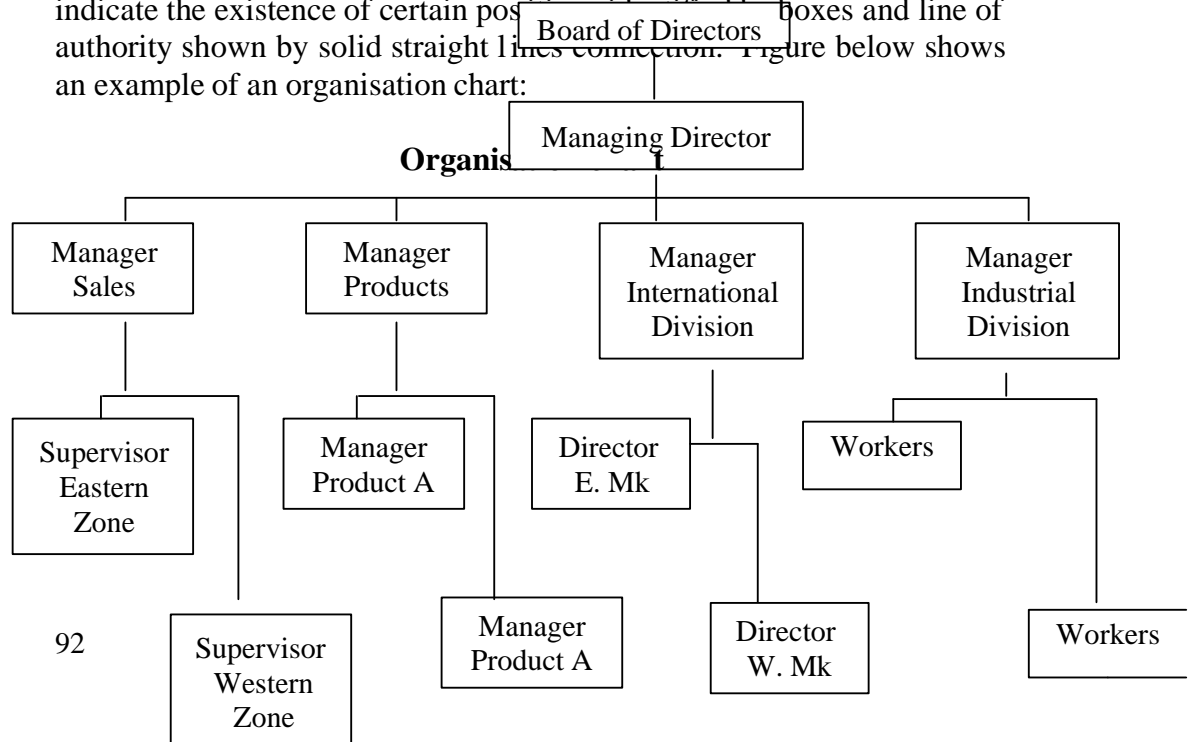 indicate the existence of certain boxes and line of
Board of Directors
authority shown by solid straight lines connection. Figure below shows
an example of an organisation chart:
Managing Director
Manager
Sales
Manager
Products
Manager
International
Division
Manager
Industrial
Division
Supervisor
Eastern
Zone
Manager
Product A
Director
E. Mk
Workers
Supervisor
Western
Zone
Manager
Product A
Director
W. Mk
Workers
92